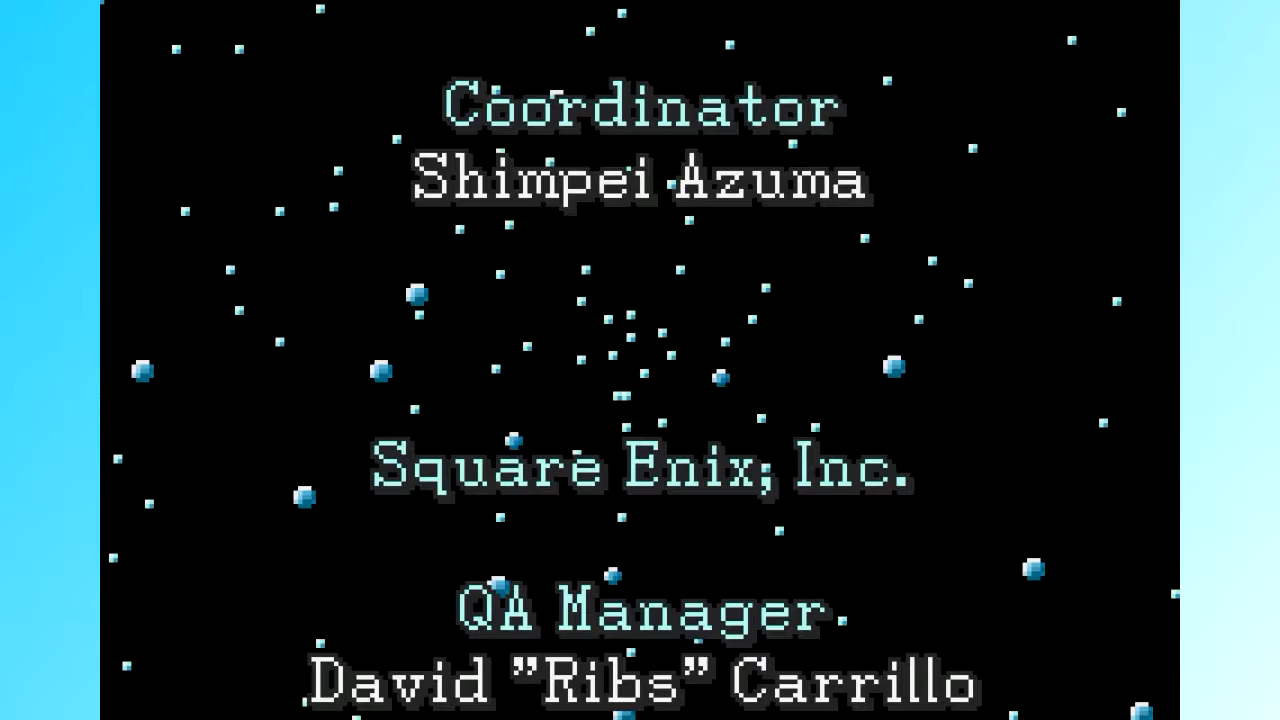 Coordinator
Shimpei Azuma
Square Enix, Inc.
QA Manager
David "Ribs" Carrillo